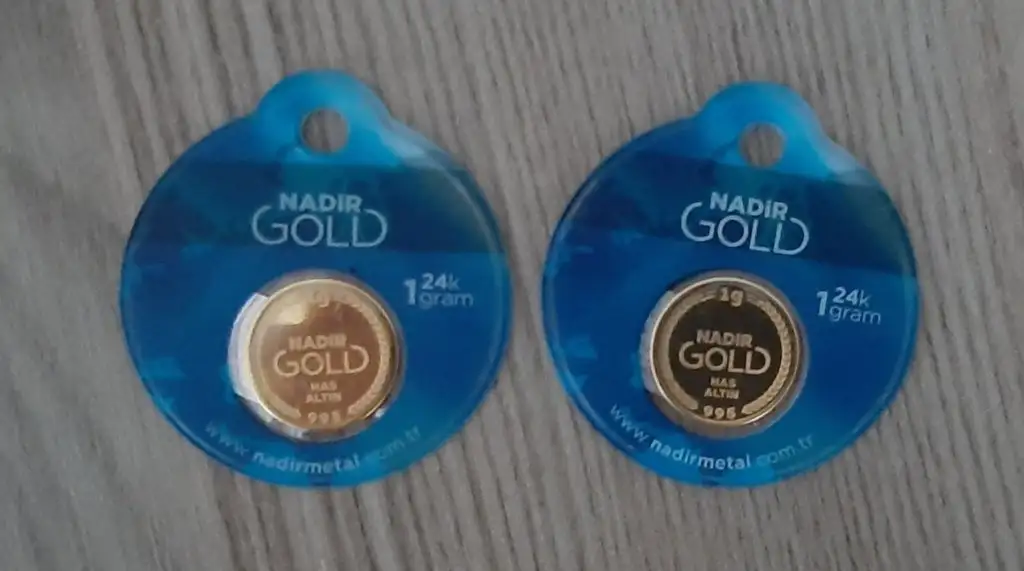 NADIR
GOLD
1 24k
gram
NADIR
GOLD
HAS
ALTIN
995
www.nadirmetal.com.tr
NADIR
GOLD
1 24k
gram
1g
NADIR
GOLD
HAS
ALTIN
995
www.nadirmetal.com.tr